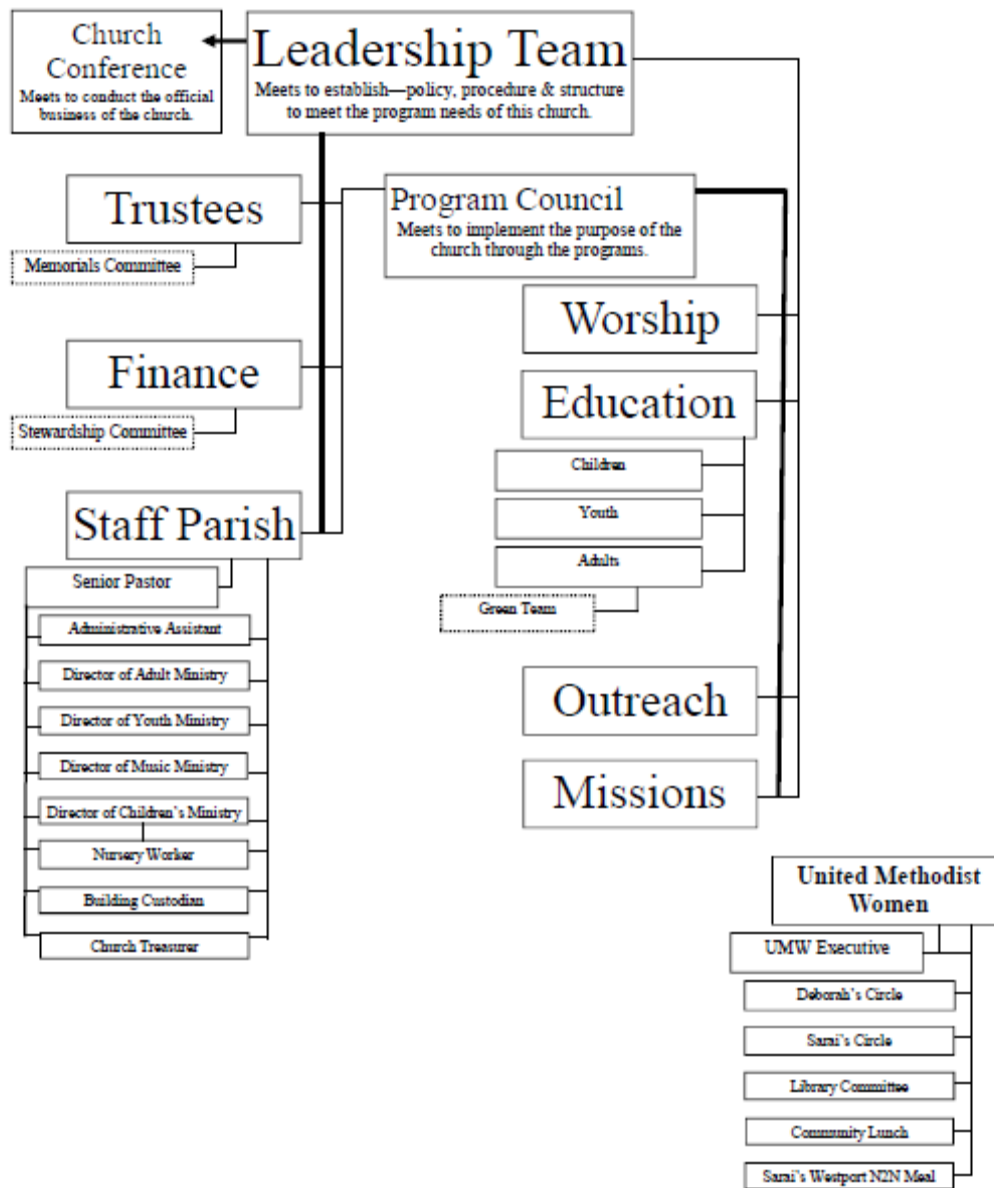 Church
Conference
Meets to conduct the official
business of the church.
Leadership Team
Meets to establish—policy, procedure & structure
to meet the program needs of this church.
Trustees
Memorials Committee
Finance
Stewardship Committee
Staff Parish
Senior Pastor
Administrative Assistant
Director of Adult Ministry
Director of Youth Ministry
Director of Music Ministry
Director of Children's Ministry
Nursery Worker
Building Custodian
Church Treasurer
Program Council
Meets to implement the purpose of the
church through the programs.
Worship
Education
Children
Youth
Adults
Green Team
Outreach
Missions
United Methodist
Women
UMW Executive
Deborah's Circle
Sarai's Circle
Library Committee
Community Lunch
Sarai's Westport N2N Meal